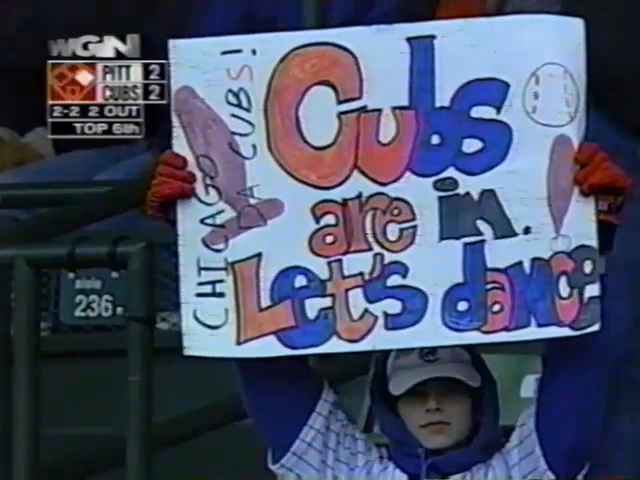 WGN
PITT 2
CUBS 2
2-2 2 OUT
TOP 6th
CHICAGO
DA CUBS!
Cubs
are in.
Let's dance
aisle
236